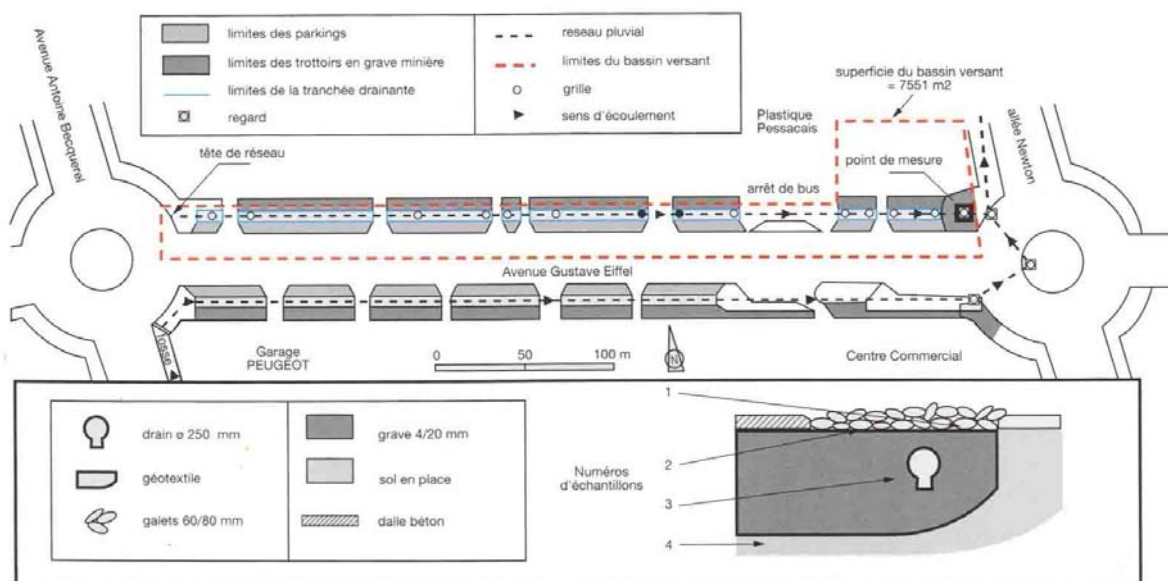 Avenue Antoine Becquerel
limites des parkings
limites des trottoirs en grave minière
limites de la tranchée drainante
regard
reseau pluvial
limites du bassin versant
grille
sens d'écoulement
superficie du bassin versant
= 7551 m2
Plastique
Pessacais
allée Newton
point de mesure
tête de réseau
arrêt de bus
Avenue Gustave Eiffel
fosse
Garage
PEUGEOT
0 50 100 m
N
Centre Commercial
drain ø 250 mm
géotextile
galets 60/80 mm
grave 4/20 mm
sol en place
dalle béton
Numéros
d'échantillons
1
2
3
4